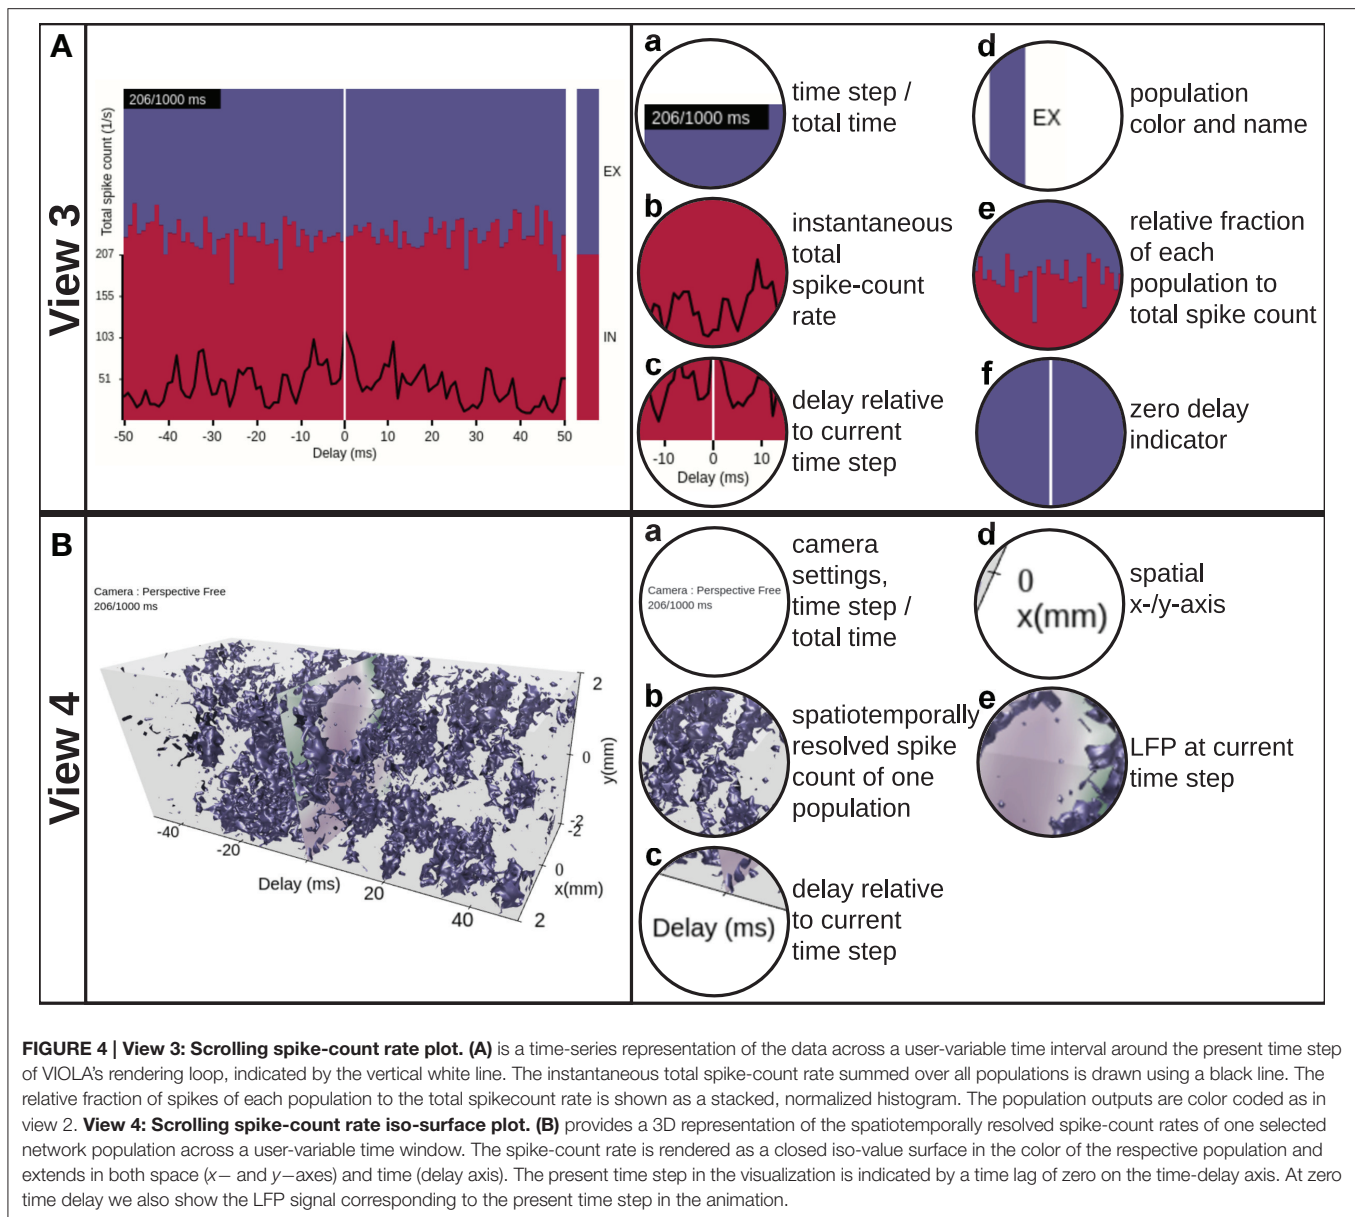 A
View 3
206/1000 ms
Total spike count (1/s)
207
155
103
51
-50 -40 -30 -20 -10 0 10 20 30 40 50
Delay (ms)
EX
IN
a
206/1000 ms
time step /
total time
b
instantaneous
total
spike-count
rate
c
-10 0 10
Delay (ms)
delay relative
to current
time step
d
EX
population
color and name
e
relative fraction
of each
population to
total spike count
f
zero delay
indicator
B
View 4
Camera : Perspective Free
206/1000 ms
-40
-20
Delay (ms)
20
40
2
0
-2
y(mm)
-2
0
x(mm)
2
a
Camera : Perspective Free
206/1000 ms
camera
settings,
time step /
total time
b
spatiotemporally
resolved spike
count of one
population
c
Delay (ms)
delay relative
to current
time step
d
0
x(mm)
spatial
x-/y-axis
e
LFP at current
time step
FIGURE 4 | View 3: Scrolling spike-count rate plot. (A) is a time-series representation of the data across a user-variable time interval around the present time step
of VIOLA's rendering loop, indicated by the vertical white line. The instantaneous total spike-count rate summed over all populations is drawn using a black line. The
relative fraction of spikes of each population to the total spikecount rate is shown as a stacked, normalized histogram. The population outputs are color coded as in
view 2. View 4: Scrolling spike-count rate iso-surface plot. (B) provides a 3D representation of the spatiotemporally resolved spike-count rates of one selected
network population across a user-variable time window. The spike-count rate is rendered as a closed iso-value surface in the color of the respective population and
extends in both space (x− and y−axes) and time (delay axis). The present time step in the visualization is indicated by a time lag of zero on the time-delay axis. At zero
time delay we also show the LFP signal corresponding to the present time step in the animation.